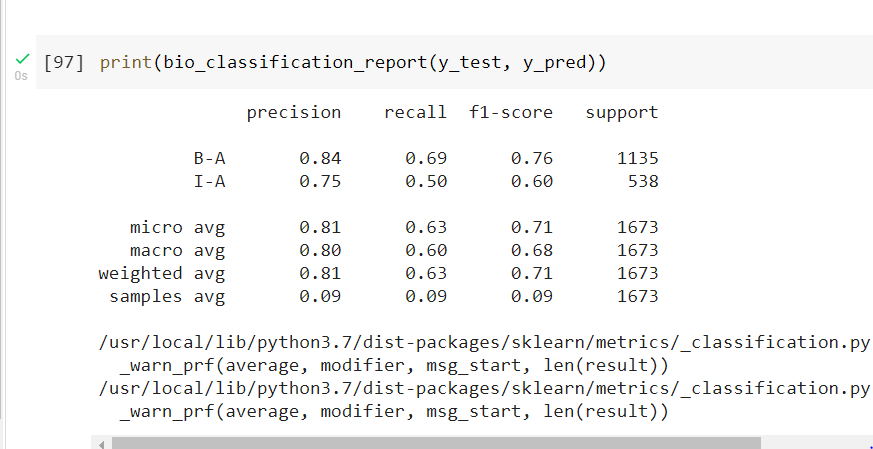 [97] print(bio_classification_report(y_test, y_pred))
0s
precision recall f1-score support
B-A 0.84 0.69 0.76 1135
I-A 0.75 0.50 0.60 538
micro avg 0.81 0.63 0.71 1673
macro avg 0.80 0.60 0.68 1673
weighted avg 0.81 0.63 0.71 1673
samples avg 0.09 0.09 0.09 1673
/usr/local/lib/python3.7/dist-packages/sklearn/metrics/_classification.py
_warn_prf(average, modifier, msg_start, len(result))
/usr/local/lib/python3.7/dist-packages/sklearn/metrics/_classification.py
_warn_prf(average, modifier, msg_start, len(result))